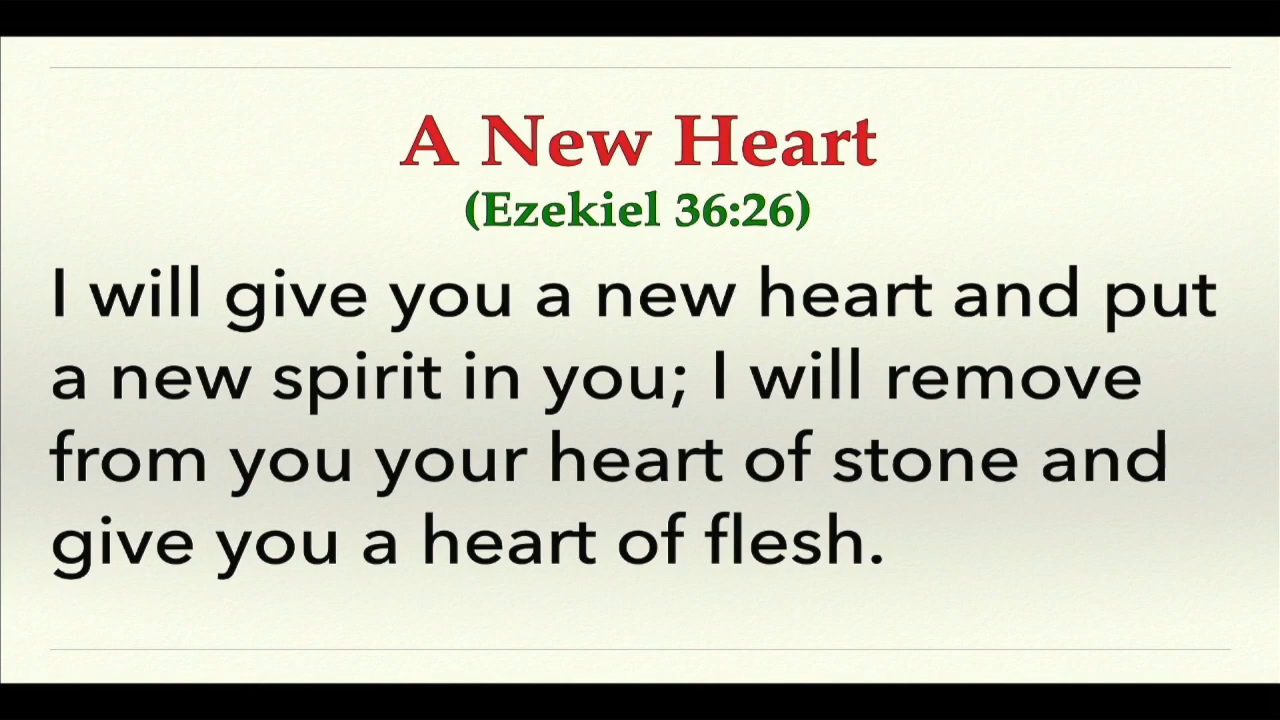 A New Heart
(Ezekiel 36:26)
I will give you a new heart and put
a new spirit in you; I will remove
from you your heart of stone and
give you a heart of flesh.